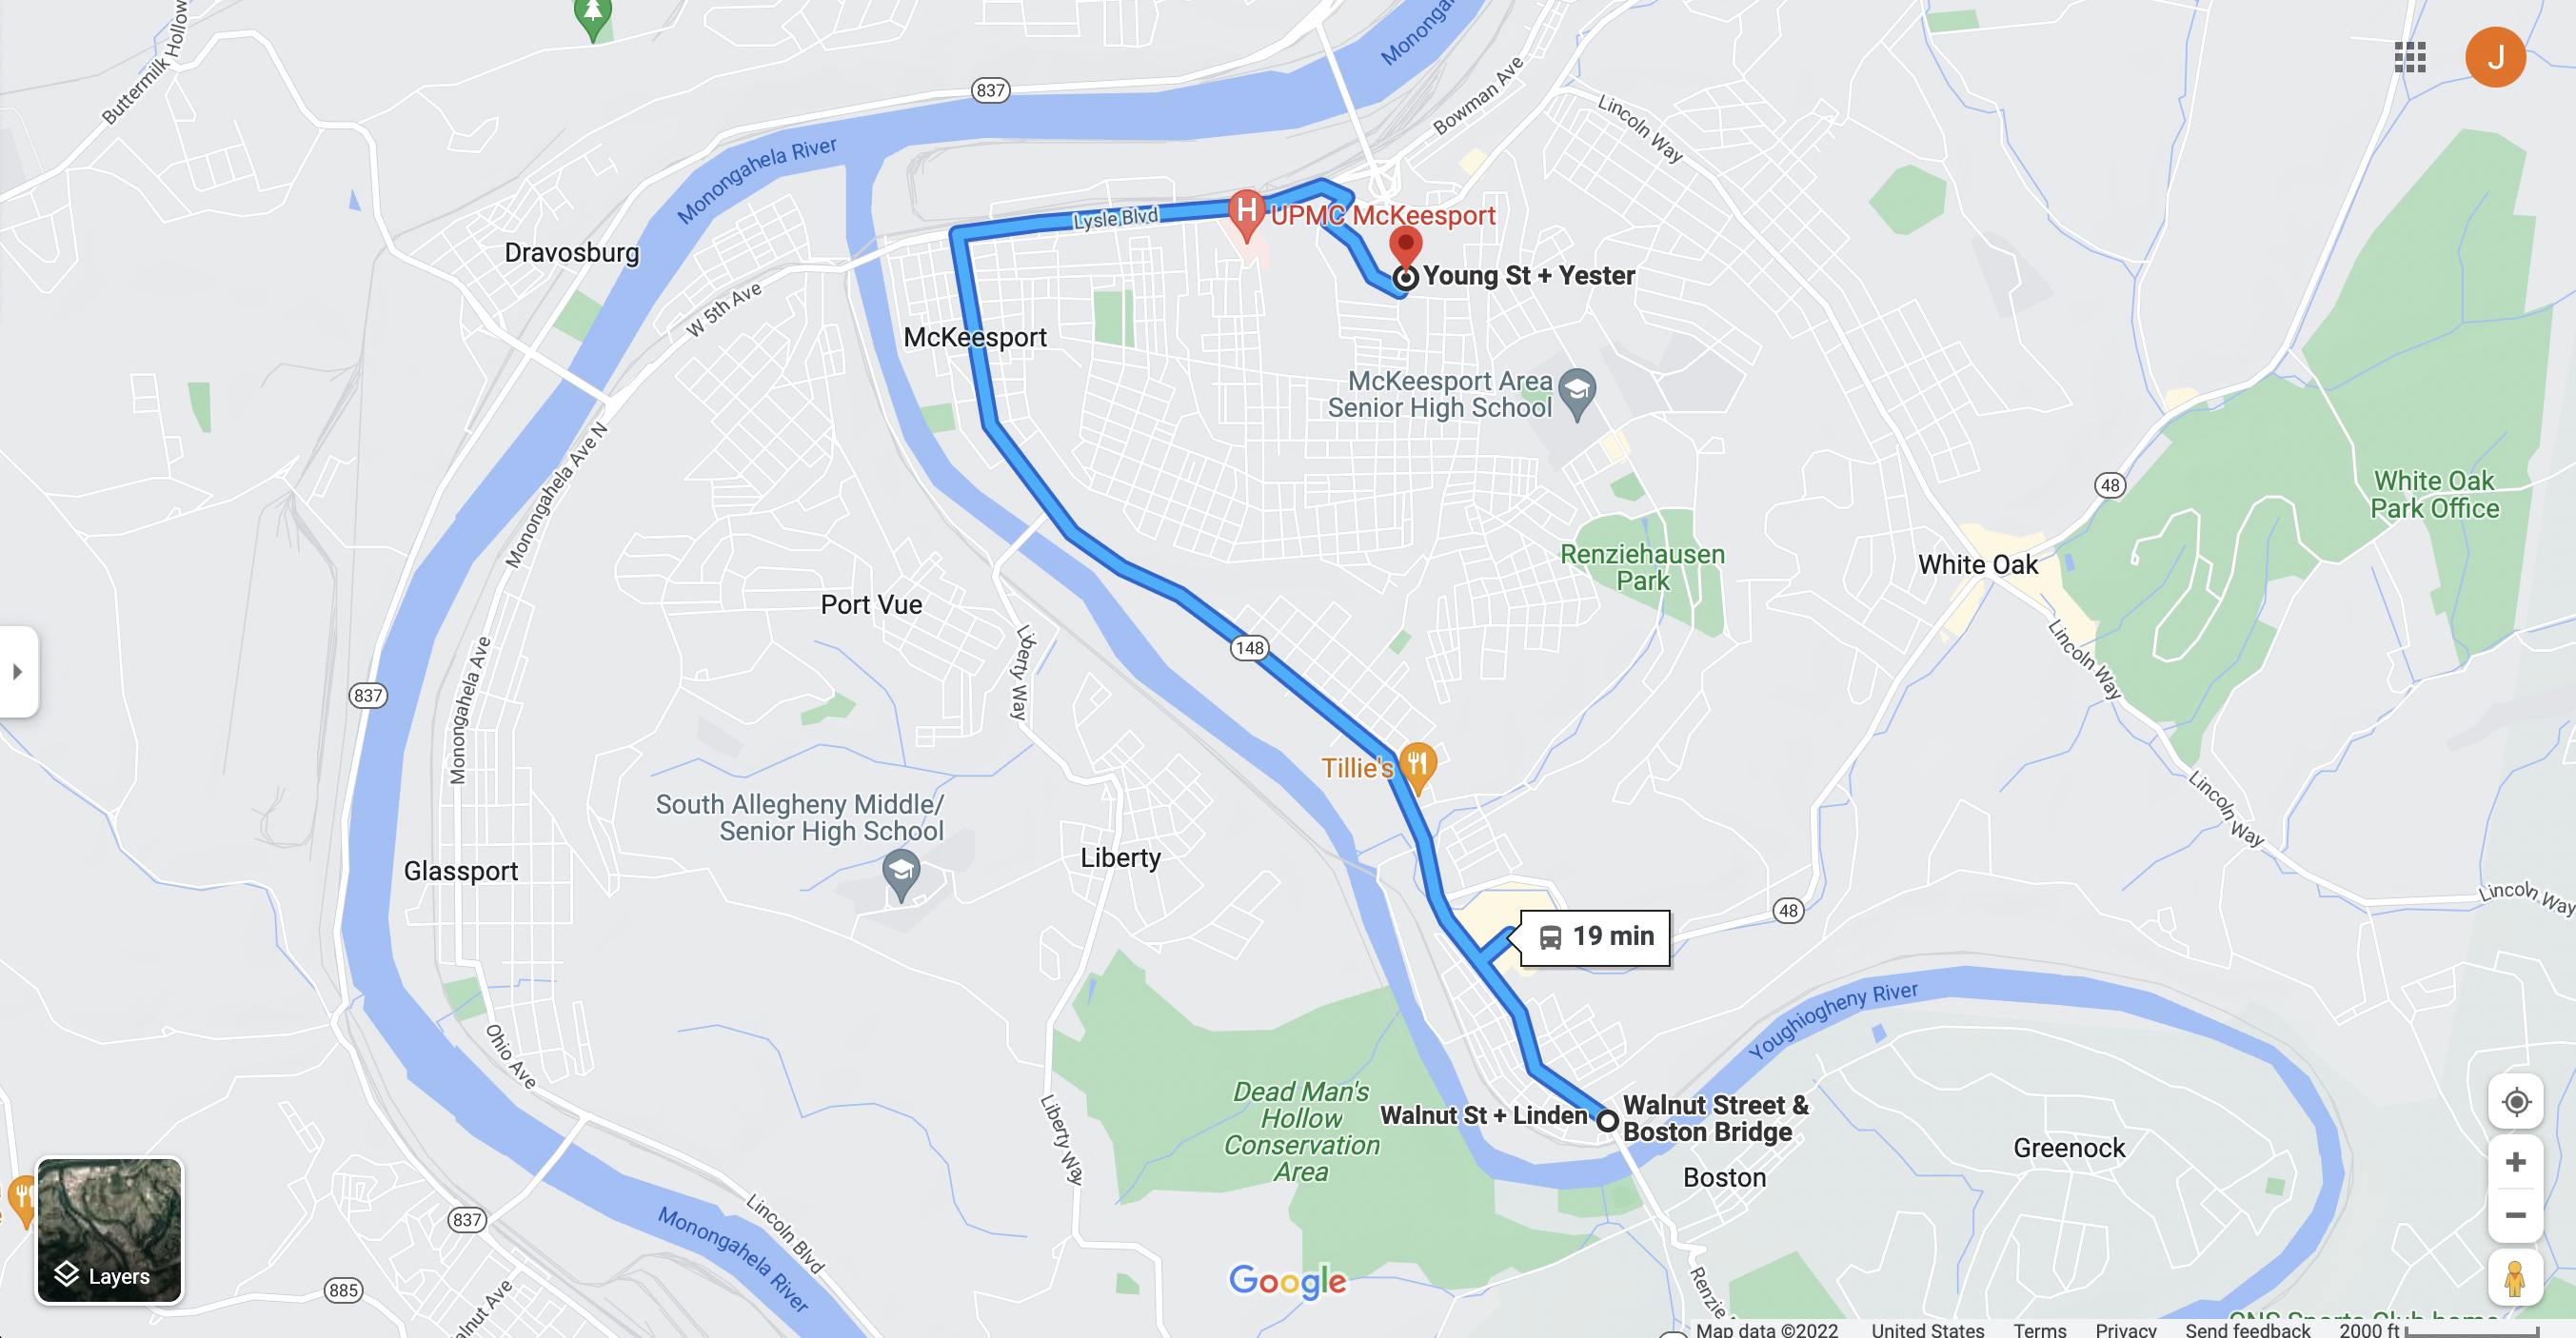 Buttermilk Hollow
837
Mononga
Bowman Ave
Lincoln Way
J
Monongahela River
Lysle Blvd
H
UPMC McKeesport
Dravosburg
Young St + Yester
W 5th Ave
McKeesport
McKeesport Area
Senior High School
Monongahela Ave N
48
White Oak
Park Office
Renziehausen
Park
White Oak
Port Vue
Liberty Way
148
Lincoln Way
Monongahela Ave
837
Tillie's
South Allegheny Middle/
Senior High School
Lincoln Way
Liberty
Glassport
Lincoln Way
48
19 min
Youghiogheny River
Ohio Ave
Dead Man's
Hollow
Conservation
Area
Liberty Way
Walnut St + Linden
Walnut Street &
Boston Bridge
Greenock
Boston
837
Lincoln Blvd
Monongahela River
Layers
885
alnut Ave
Google
Renzie
Map data ©2022 United States Terms Privacy Send feedback 2000 ft